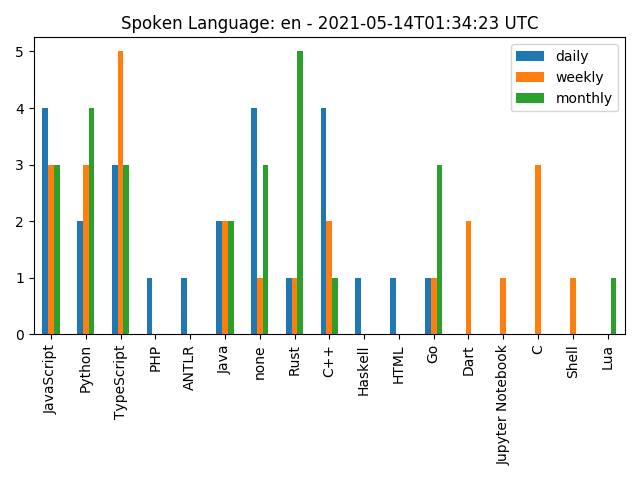 Spoken Language: en - 2021-05-14T01:34:23 UTC
daily
weekly
monthly
5
4
3
2
1
0
JavaScript
Python
TypeScript
PHP
ANTLR
Java
none
Rust
C++
Haskell
HTML
Go
Dart
Jupyter Notebook
C
Shell
Lua